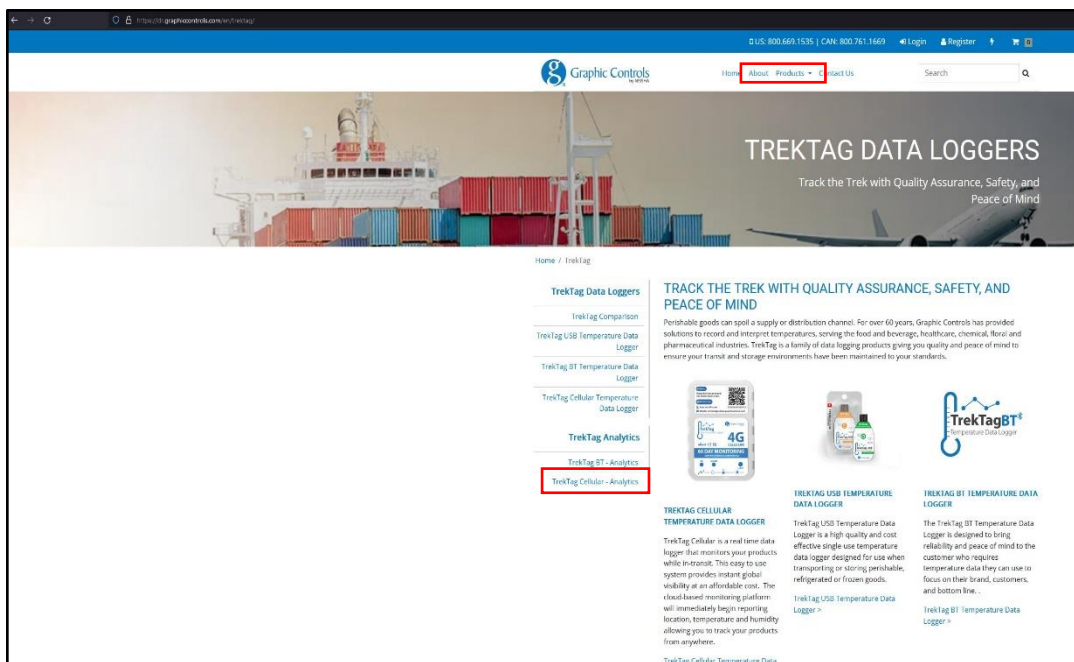 https://dr.graphiccontrols.com/en/trektag/
US: 800.669.1535 | CAN: 800.761.1669 Login Register 0
Graphic Controls
Home About Products Contact Us
Search
TREKTAG DATA LOGGERS
Track the Trek with Quality Assurance, Safety, and
Peace of Mind
Home / TrekTag
TrekTag Data Loggers
TrekTag Comparison
TrekTag USB Temperature Data
Logger
TrekTag BT Temperature Data
Logger
TrekTag Cellular Temperature
Data Logger
TrekTag Analytics
TrekTag BT - Analytics
TrekTag Cellular - Analytics
TRACK THE TREK WITH QUALITY ASSURANCE, SAFETY, AND
PEACE OF MIND
Perishable goods can spoil a supply or distribution channel. For over 60 years, Graphic Controls has provided
solutions to record and interpret temperatures, serving the food and beverage, healthcare, chemical, floral and
pharmaceutical industries. TrekTag is a family of data logging products giving you quality and peace of mind to
ensure your transit and storage environments have been maintained to your standards.
4G
TREKTAG CELLULAR
TEMPERATURE DATA LOGGER
TrekTag Cellular is a real time data
logger that monitors your products
while in-transit. This easy to use
system provides instant global
visibility at an affordable cost. The
cloud-based monitoring platform
will immediately begin reporting
location, temperature and humidity
allowing you to track your products
from anywhere.
TrekTag Cellular Temperature Data
TREKTAG USB TEMPERATURE
DATA LOGGER
TrekTag USB Temperature Data
Logger is a high quality and cost
effective single use temperature
data logger designed for use when
transporting or storing perishable,
refrigerated or frozen goods.
TrekTag USB Temperature Data
Logger >
TrekTagBT
Temperature Data Logger
TREKTAG BT TEMPERATURE DATA
LOGGER
The TrekTag BT Temperature Data
Logger is designed to bring
reliability and peace of mind to the
customer who requires
temperature data they can use to
focus on their brand, customers,
and bottom line. .
TrekTag BT Temperature Data
Logger >